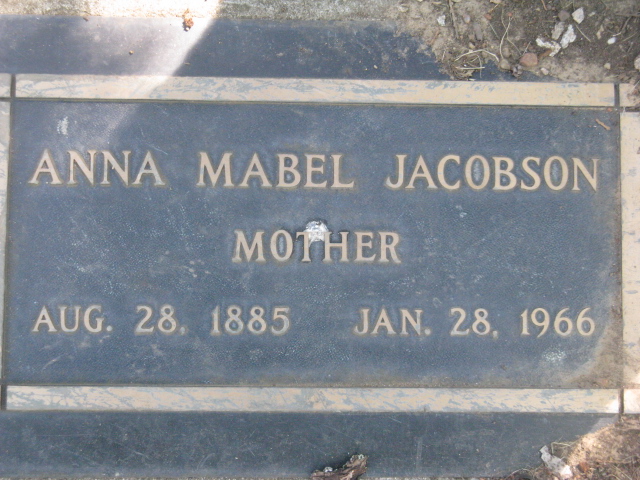 ANNA MABEL JACOBSON
MOTHER
AUG. 28, 1885 JAN. 28, 1966